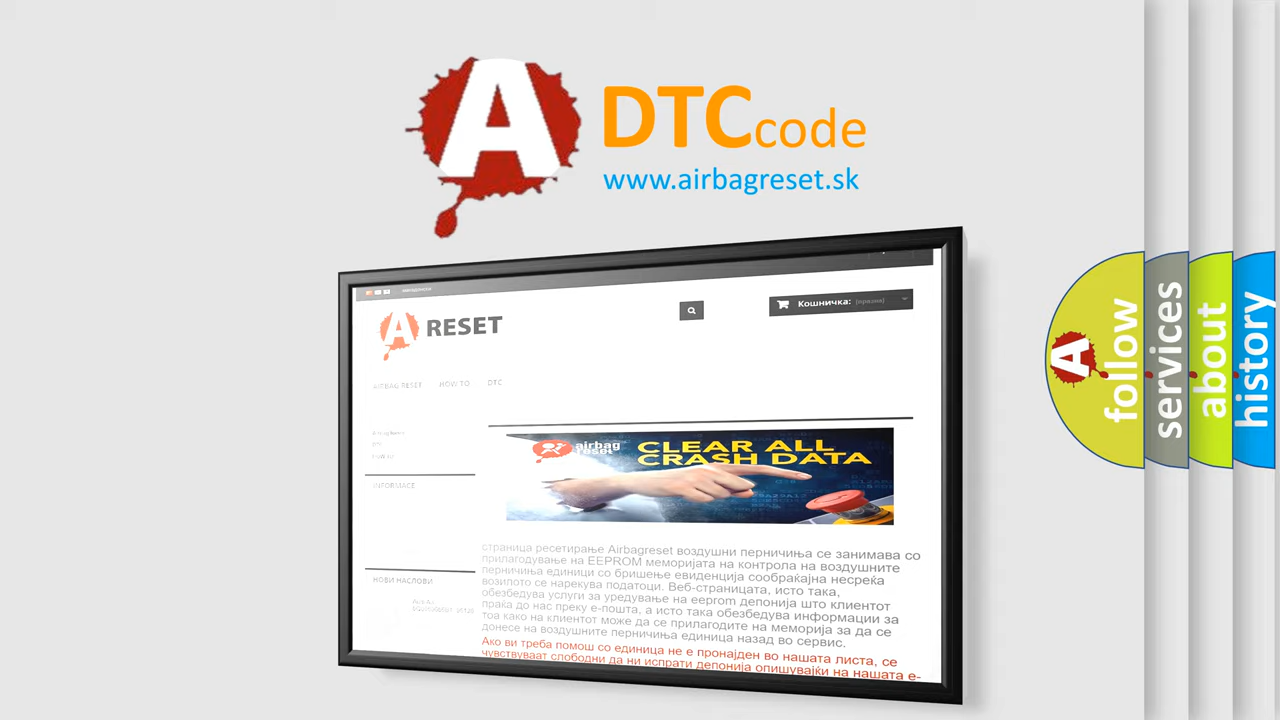 A DTCcode
www.airbagreset.sk
Кошничка: (празни)
A RESET
AIRBAG RESET HOW TO DTC
INFORMACE
НОВИ НАСЛОВИ
airbag
reset
CLEAR ALL
CRASH DATA
страница ресетирање Airbagreset воздушни перничиња се занимава со
прилагодување на EEPROM меморијата на контрола на воздушните
перничиња единици со бришење евиденција сообраќајна несреќа
возилото се нарекува податоци. Веб-страницата, исто така,
обезбедува услуги за уредување на eeprom депонија што клиентот
праќа до нас преку е-пошта, а исто така обезбедува информации за
тоа како на клиентот може да се прилагодите на меморија за да се
донесе на воздушните перничиња единица назад во сервис.
Ако ви треба помош со единица не е пронајден во нашата листа, се
чувствуваат слободни да ни испрати депонија опишувајќи на нашата е-
A follow
services
about
history